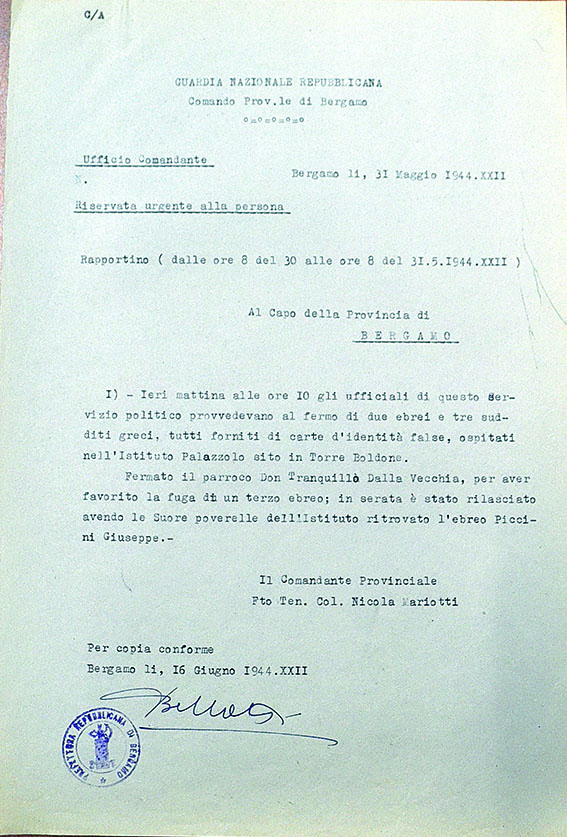 C/A
GUARDIA NAZIONALE REPUBBLICANA
Comando Prov.le di Bergamo
o=o=o=o=o
Ufficio Comandante
N.
Bergamo li, 31 Maggio 1944.XXII
Riservata urgente alla persona
Rapportino ( dalle ore 8 del 30 alle ore 8 del 31.5.1944.XXII )
Al Capo della Provincia di
B E R G A M O
I) - Ieri mattina alle ore IO gli ufficiali di questo ser-
vizio politico provvedevano al fermo di due ebrei e tre sud-
diti greci, tutti forniti di carte d'identità false, ospitati
nell'Istituto Palazzolo sito in Torre Boldone.
Fermato il parroco Don Tranquillò Dalla Vecchia, per aver
favorito la fuga di un terzo ebreo; in serata è stato rilasciato
avendo le Suore poverelle dell'Istituto ritrovato l'ebreo Picci-
ni Giuseppe.-
Il Comandante Provinciale
Fto Ten. Col. Nicola Mariotti
Per copia conforme
Bergamo li, 16 Giugno 1944.XXII
PREFETTURA REPUBBLICANA DI BERGAMO